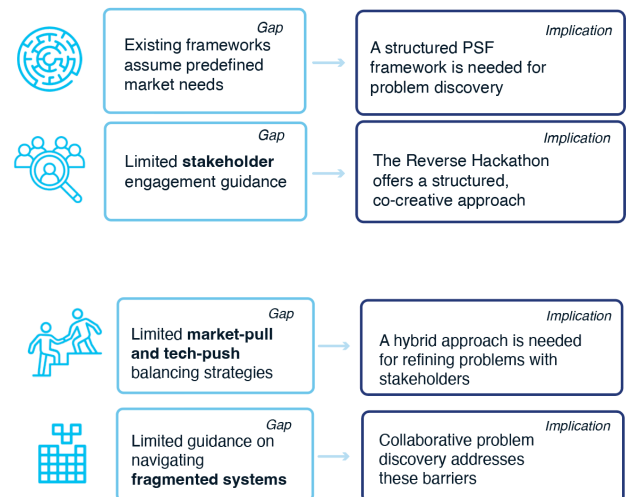 Gap
Existing frameworks
assume predefined
market needs
Implication
A structured PSF
framework is needed for
problem discovery
Gap
Limited stakeholder
engagement guidance
Implication
The Reverse Hackathon
offers a structured,
co-creative approach
Gap
Limited market-pull
and tech-push
balancing strategies
Implication
A hybrid approach is needed
for refining problems with
stakeholders
Gap
Limited guidance on
navigating
fragmented systems
Implication
Collaborative problem
discovery addresses
these barriers